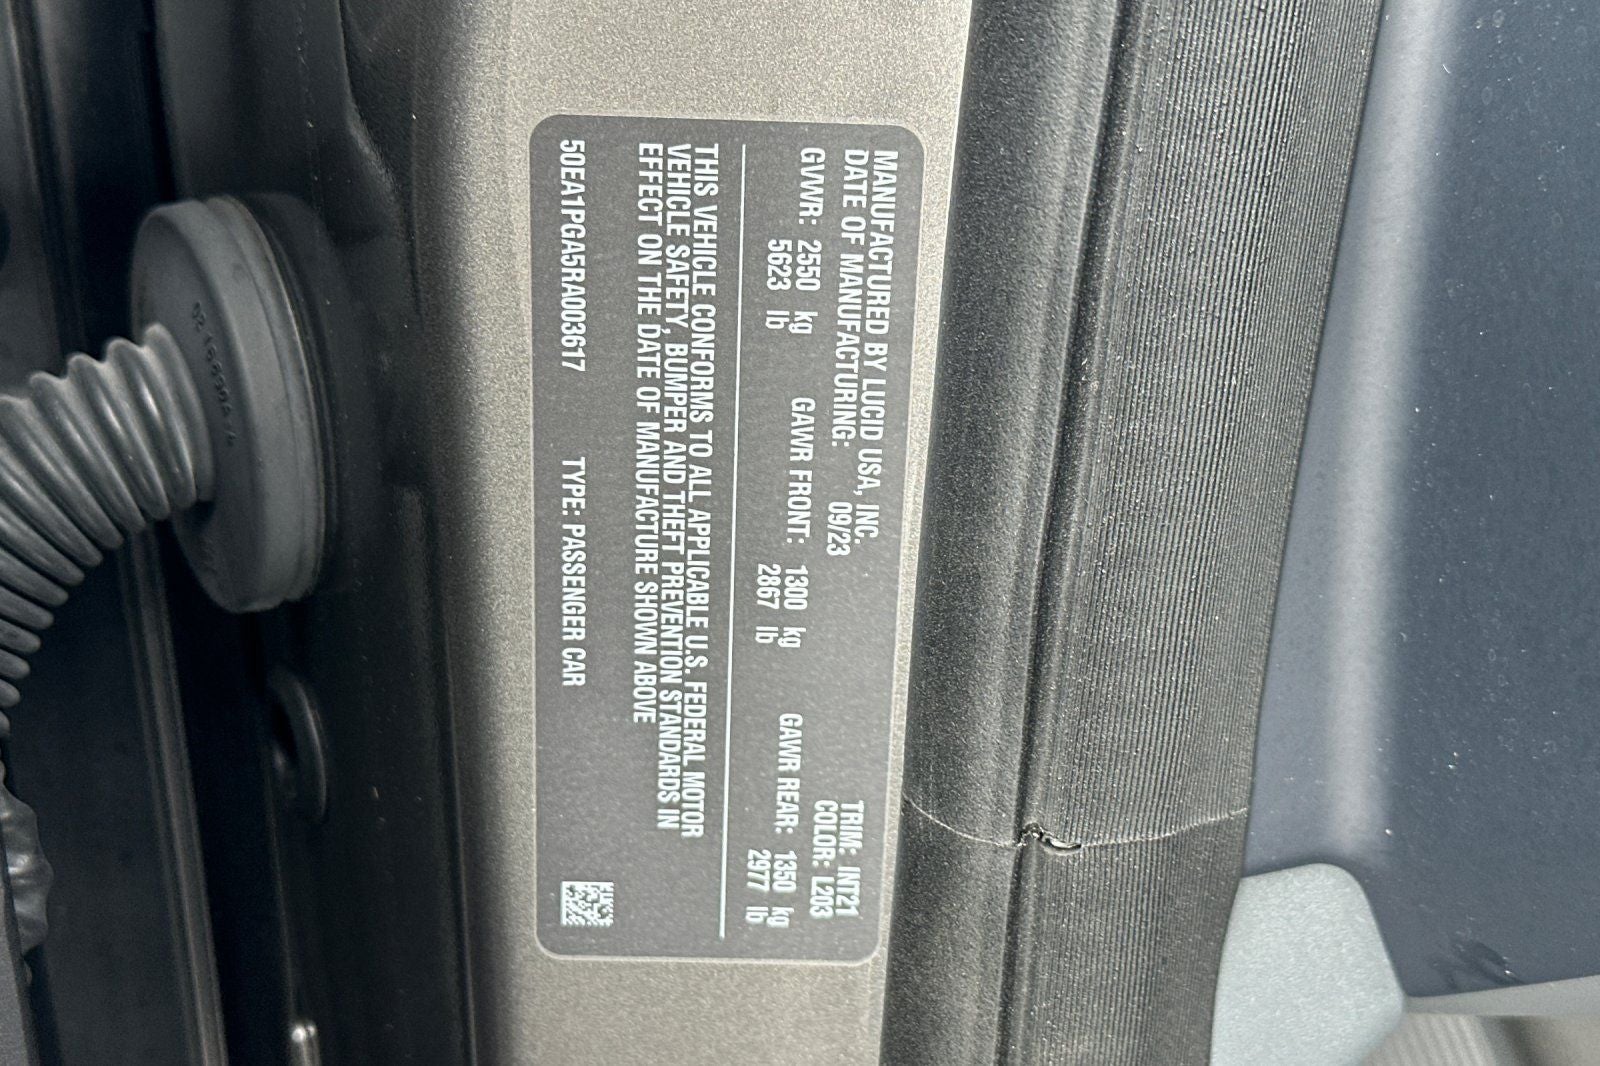 MANUFACTURED BY LUCID USA, INC.
DATE OF MANUFACTURING: 09/23
TRIM: INT21
COLOR: L203
GVWR: 2550 kg GAWR FRONT: 1300 kg GAWR REAR: 1350 kg
5623 lb 2867 lb 2977 lb
THIS VEHICLE CONFORMS TO ALL APPLICABLE U.S. FEDERAL MOTOR
VEHICLE SAFETY, BUMPER AND THEFT PREVENTION STANDARDS IN
EFFECT ON THE DATE OF MANUFACTURE SHOWN ABOVE
50EA1PGA5RA003617 TYPE: PASSENGER CAR